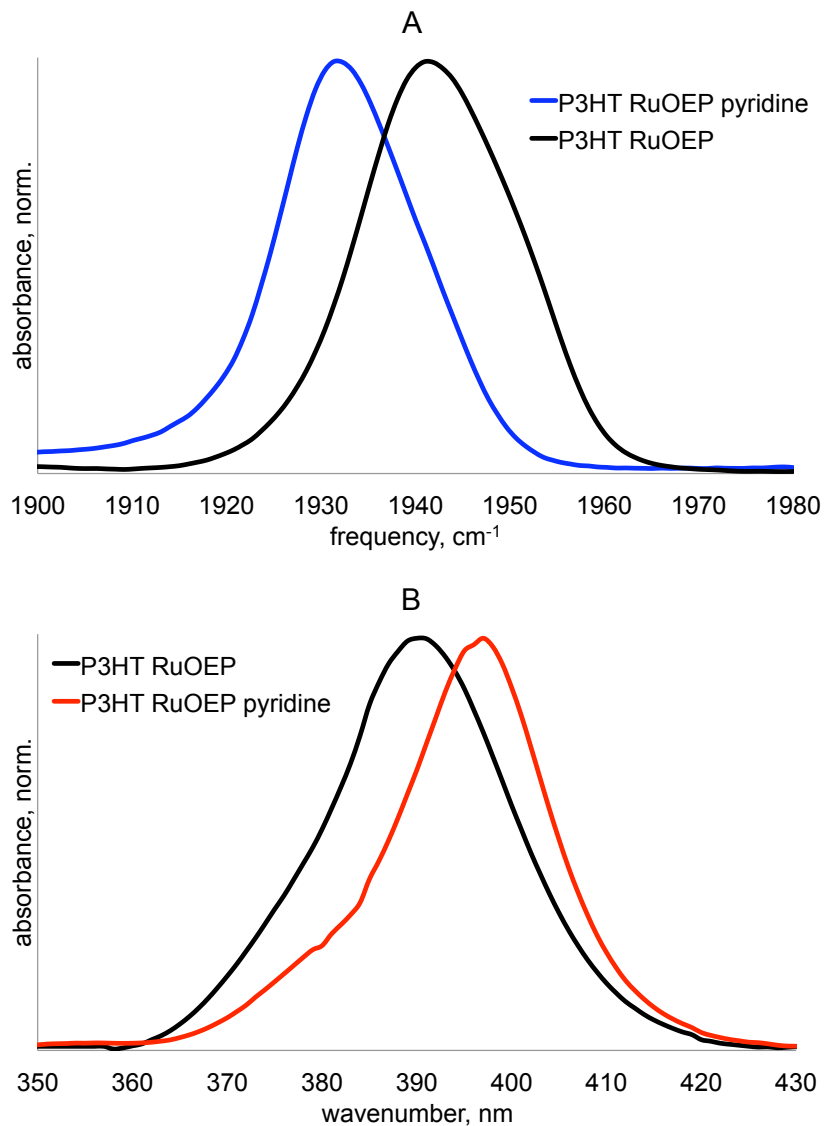 A
absorbance, norm.
P3HT RuOEP pyridine
P3HT RuOEP
1900 1910 1920 1930 1940 1950 1960 1970 1980
frequency, cm-1
B
absorbance, norm.
P3HT RuOEP
P3HT RuOEP pyridine
350 360 370 380 390 400 410 420 430
wavenumber, nm